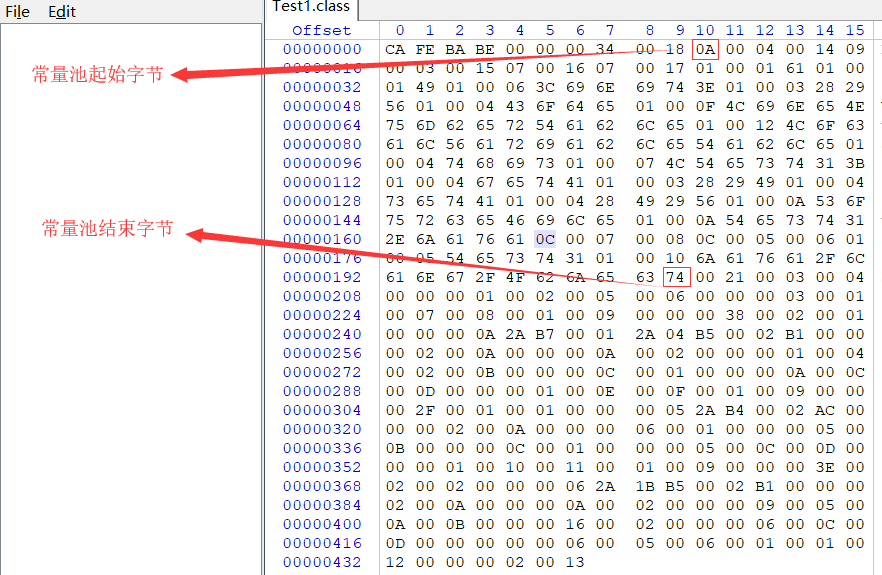 File Edit
Test1.class
Offset 0 1 2 3 4 5 6 7 8 9 10 11 12 13 14 15
00000000 CA FE BA BE 00 00 00 34 00 18 0A 00 04 00 14 09
常量池起始字节
00000016 00 03 00 15 07 00 16 07 00 17 01 00 01 61 01 00
00000032 01 49 01 00 06 3C 69 6E 69 74 3E 01 00 03 28 29
00000048 56 01 00 04 43 6F 64 65 01 00 0F 4C 69 6E 65 4E
00000064 75 6D 62 65 72 54 61 62 6C 65 01 00 12 4C 6F 63
00000080 61 6C 56 61 72 69 61 62 6C 65 54 61 62 6C 65 01
00000096 00 04 74 68 69 73 01 00 07 4C 54 65 73 74 31 3B
00000112 01 00 04 67 65 74 41 01 00 03 28 29 49 01 00 04
00000128 73 65 74 41 01 00 04 28 49 29 56 01 00 0A 53 6F
00000144 75 72 63 65 46 69 6C 65 01 00 0A 54 65 73 74 31
常量池结束字节
00000160 2E 6A 61 76 61 0C 00 07 00 08 0C 00 05 00 06 01
00000176 00 05 54 65 73 74 31 01 00 10 6A 61 76 61 2F 6C
00000192 61 6E 67 2F 4F 62 6A 65 63 74 00 21 00 03 00 04
00000208 00 00 00 01 00 02 00 05 00 06 00 00 00 03 00 01
00000224 00 07 00 08 00 01 00 09 00 00 00 38 00 02 00 01
00000240 00 00 00 0A 2A B7 00 01 2A 04 B5 00 02 B1 00 00
00000256 00 02 00 0A 00 00 00 0A 00 02 00 00 00 01 00 04
00000272 00 02 00 0B 00 00 00 0C 00 01 00 00 00 0A 00 0C
00000288 00 0D 00 00 00 01 00 0E 00 0F 00 01 00 09 00 00
00000304 00 2F 00 01 00 01 00 00 00 05 2A B4 00 02 AC 00
00000320 00 00 02 00 0A 00 00 00 06 00 01 00 00 00 05 00
00000336 0B 00 00 00 0C 00 01 00 00 00 05 00 0C 00 0D 00
00000352 00 00 01 00 10 00 11 00 01 00 09 00 00 00 3E 00
00000368 02 00 02 00 00 00 06 2A 1B B5 00 02 B1 00 00 00
00000384 02 00 0A 00 00 00 0A 00 02 00 00 00 09 00 05 00
00000400 0A 00 0B 00 00 00 16 00 02 00 00 00 06 00 0C 00
00000416 0D 00 00 00 00 00 06 00 05 00 06 00 01 00 01 00
00000432 12 00 00 00 02 00 13